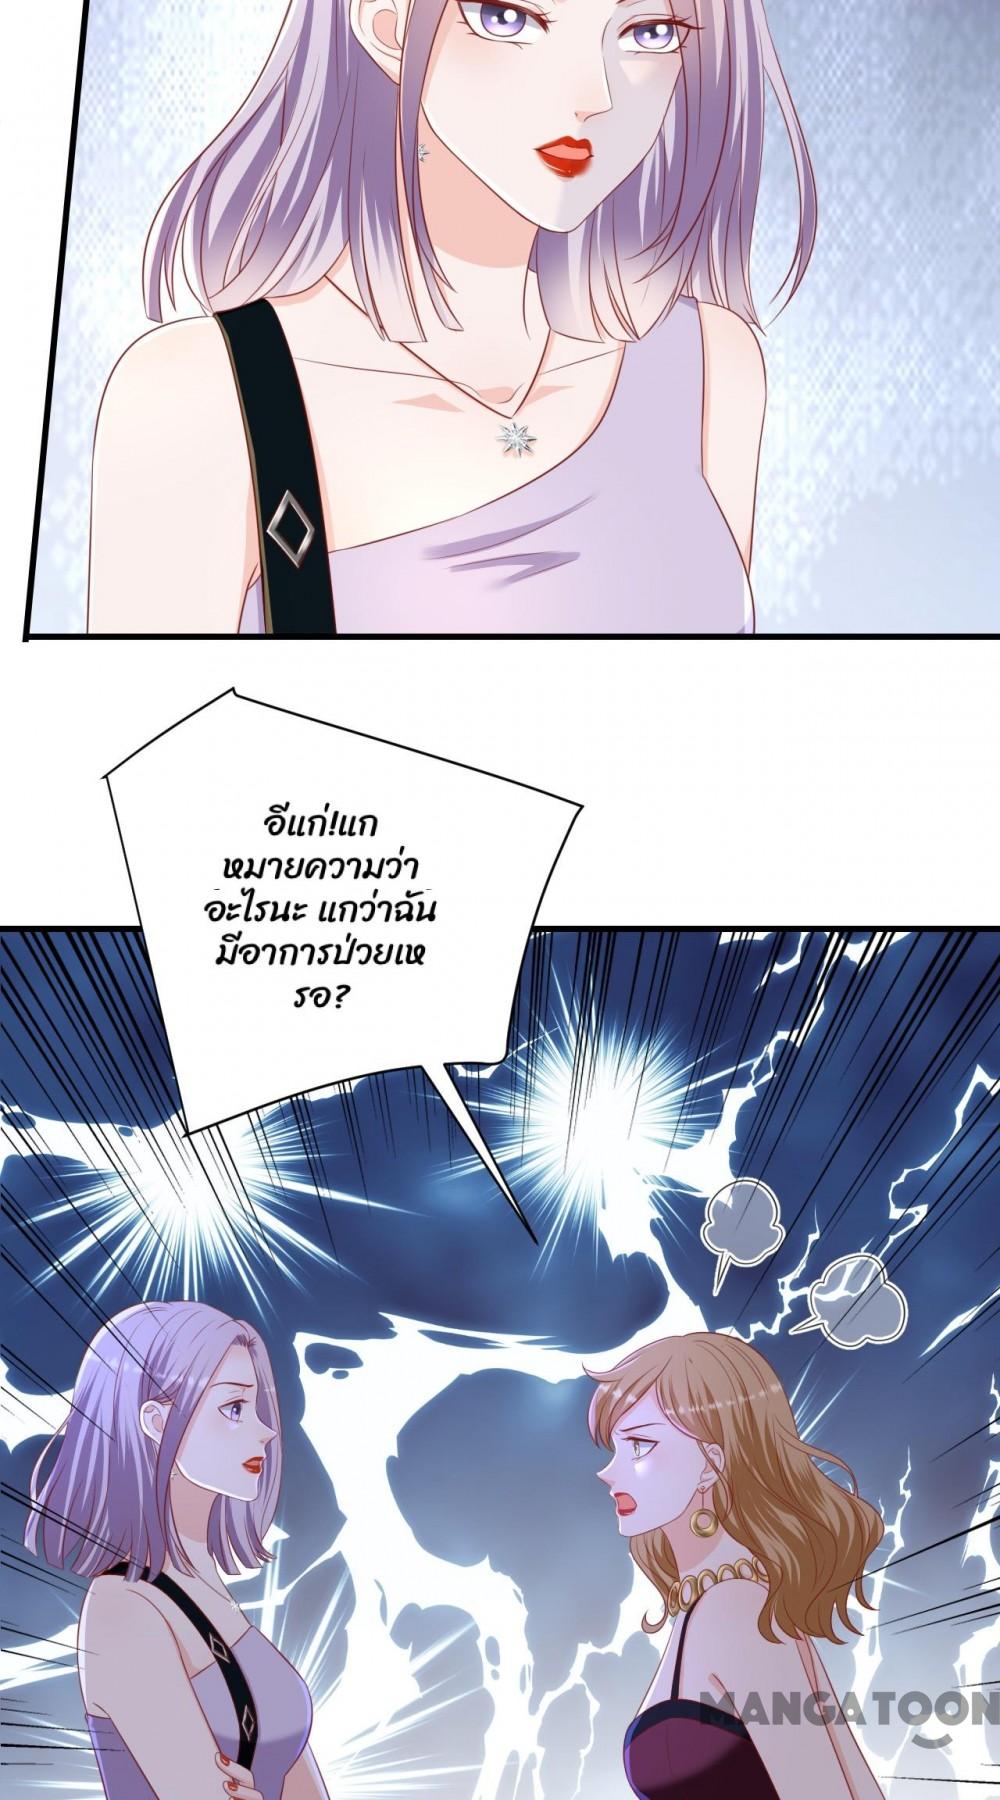 อีแก่!แก
หมายความว่า
อะไรนะ แกว่าฉัน
มีอาการป่วยเห
รอ?
MANGATOON